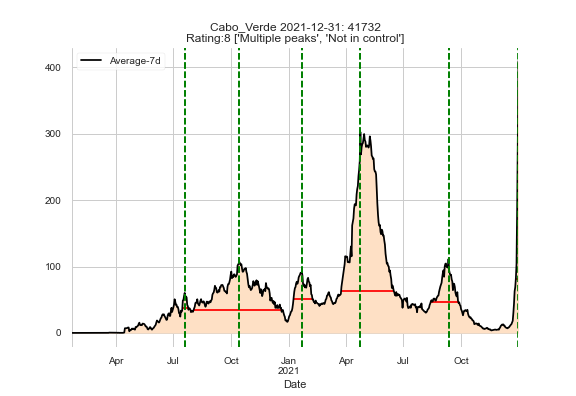 Cabo_Verde 2021-12-31: 41732
Rating:8 ['Multiple peaks', 'Not in control']
Average-7d
400
300
200
100
0
Apr
Jul
Oct
Jan
2021
Apr
Jul
Oct
Date